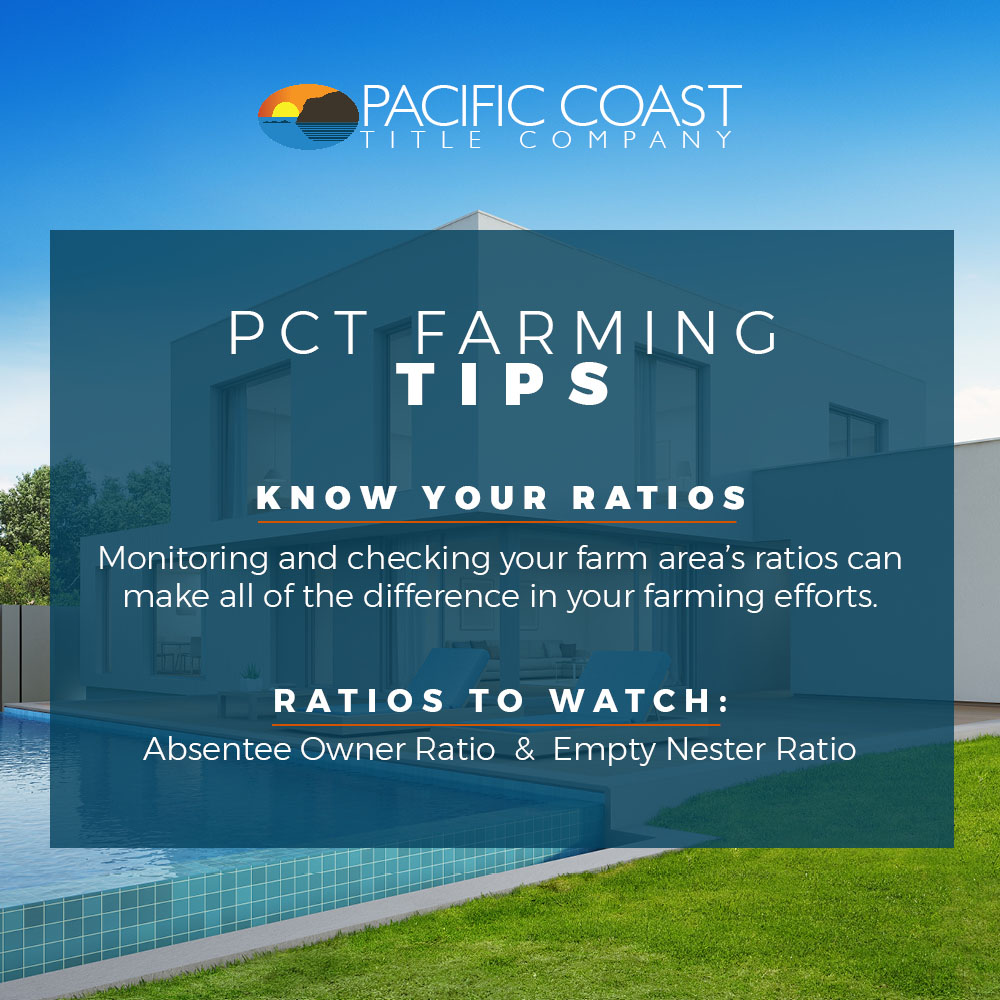 PACIFIC COAST
TITLE COMPANY
PCT FARMING
TIPS
KNOW YOUR RATIOS
Monitoring and checking your farm area’s ratios can
make all of the difference in your farming efforts.
RATIOS TO WATCH:
Absentee Owner Ratio & Empty Nester Ratio